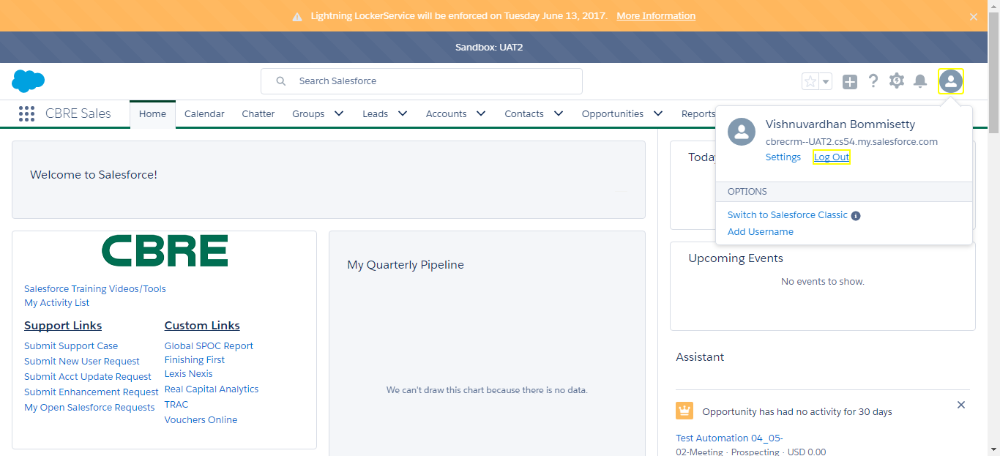 Lightning LockerService will be enforced on Tuesday June 13, 2017. More Information
Sandbox: UAT2
Search Salesforce
CBRE Sales
Home
Calendar
Chatter
Groups
Leads
Accounts
Contacts
Opportunities
Reports
Vishnuvardhan Bommisetty
cbrecrm--UAT2.cs54.my.salesforce.com
Settings
Log Out
OPTIONS
Switch to Salesforce Classic
Add Username
Welcome to Salesforce!
CBRE
Salesforce Training Videos/Tools
My Activity List
Support Links
Submit Support Case
Submit New User Request
Submit Acct Update Request
Submit Enhancement Request
My Open Salesforce Requests
Custom Links
Global SPOC Report
Finishing First
Lexis Nexis
Real Capital Analytics
TRAC
Vouchers Online
My Quarterly Pipeline
We can't draw this chart because there is no data.
Upcoming Events
No events to show.
Assistant
Opportunity has had no activity for 30 days
Test Automation 04_05-
02-Meeting · Prospecting · USD 0.00